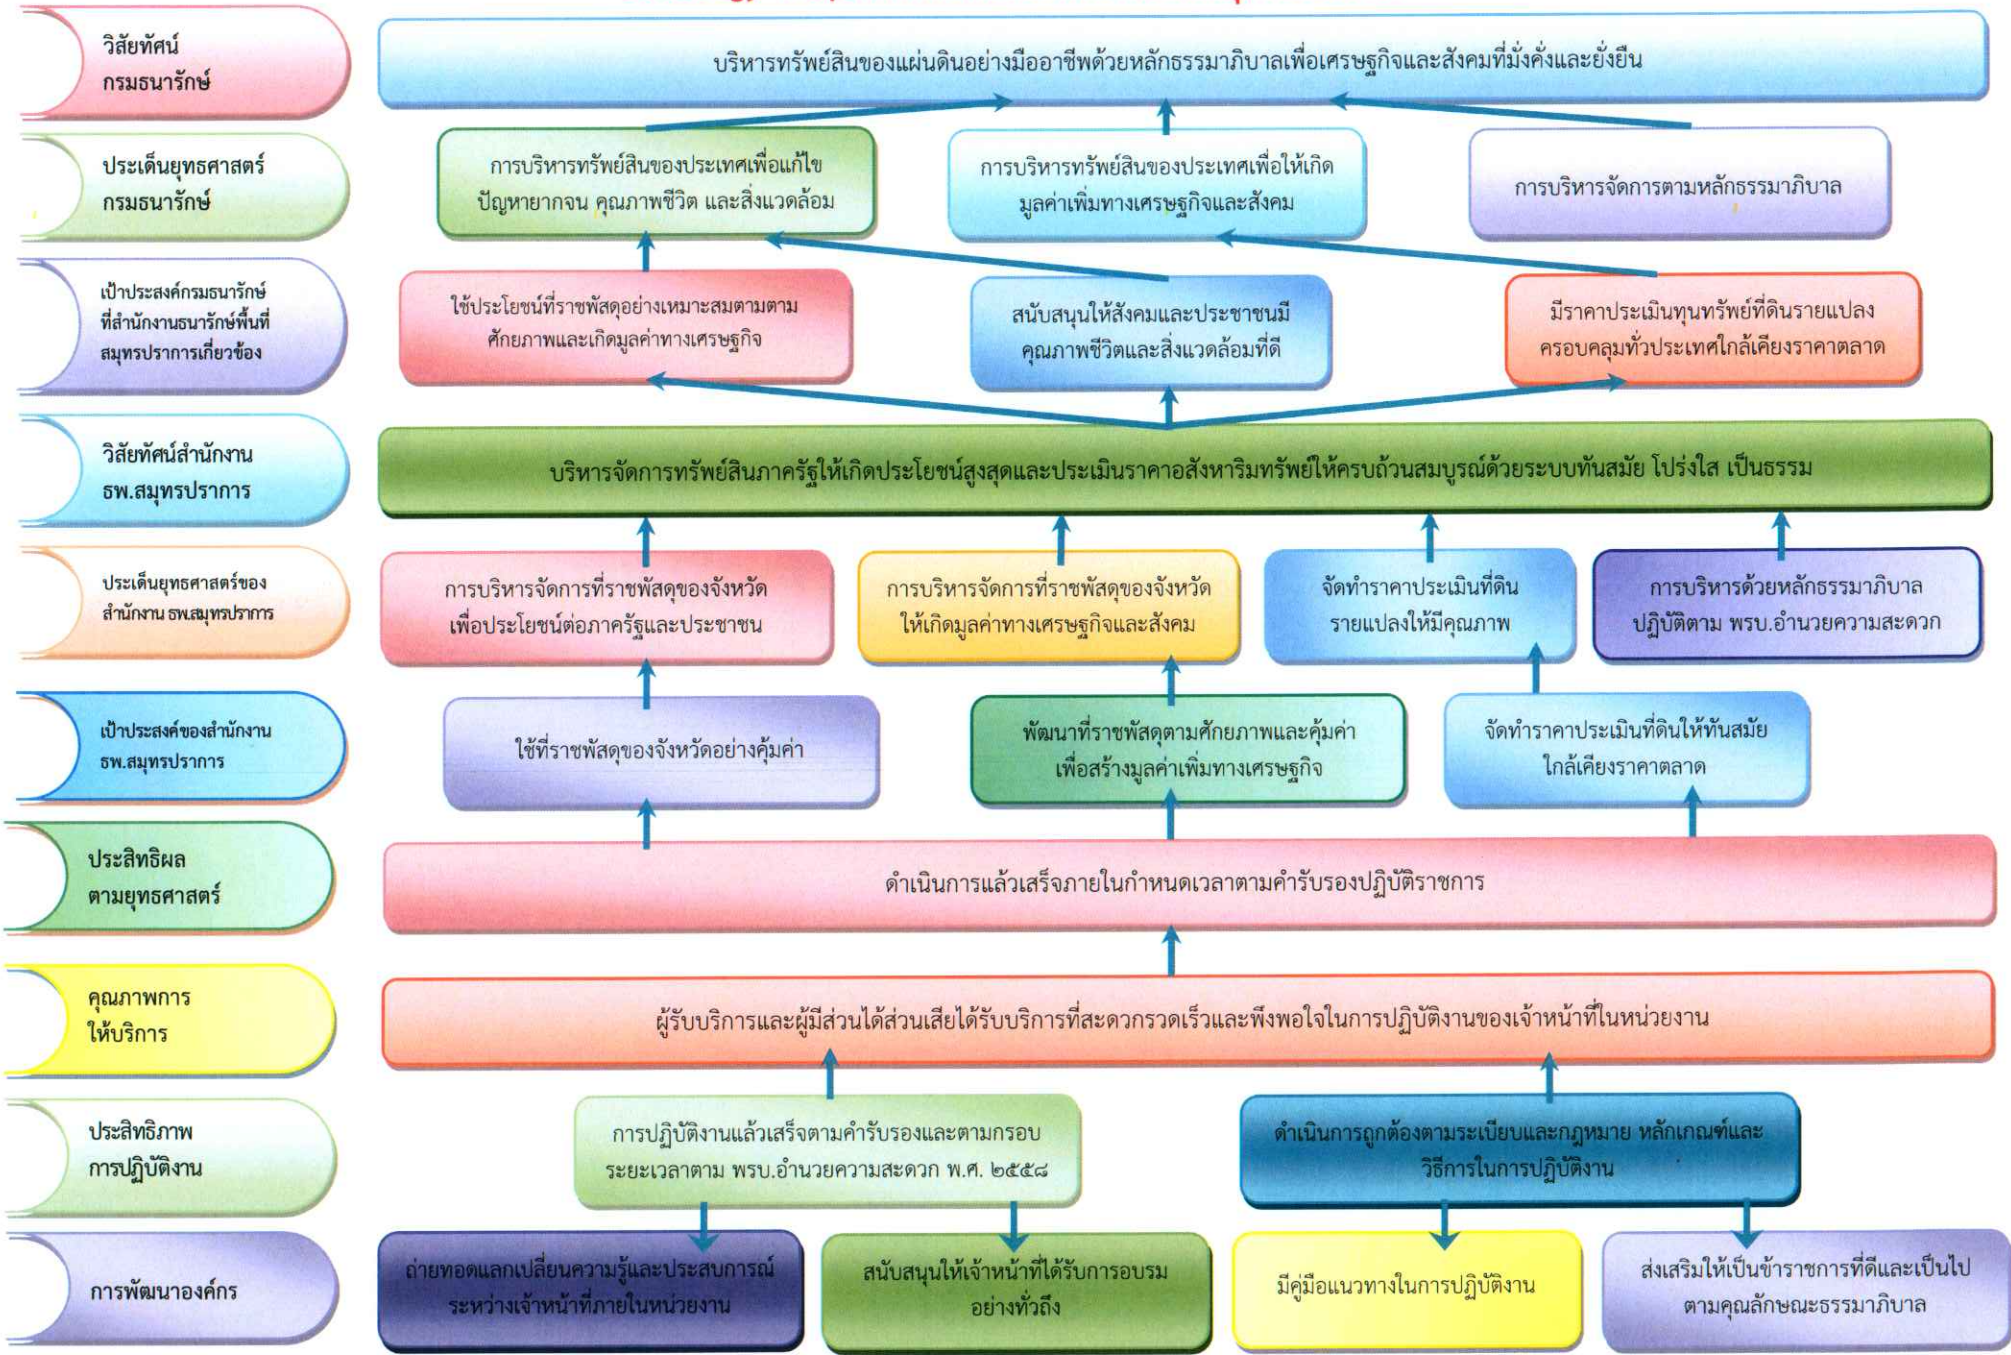 วิสัยทัศน์
กรมธนารักษ์
บริหารทรัพย์สินของแผ่นดินอย่างมืออาชีพด้วยหลักธรรมาภิบาลเพื่อเศรษฐกิจและสังคมที่มั่งคั่งและยั่งยืน
ประเด็นยุทธศาสตร์
กรมธนารักษ์
การบริหารทรัพย์สินของประเทศเพื่อแก้ไข
ปัญหายากจน คุณภาพชีวิต และสิ่งแวดล้อม
การบริหารทรัพย์สินของประเทศเพื่อให้เกิด
มูลค่าเพิ่มทางเศรษฐกิจและสังคม
การบริหารจัดการตามหลักธรรมาภิบาล
เป้าประสงค์กรมธนารักษ์
ที่สำนักงานธนารักษ์พื้นที่
สมุทรปราการเกี่ยวข้อง
ใช้ประโยชน์ที่ราชพัสดุอย่างเหมาะสมตามตาม
ศักยภาพและเกิดมูลค่าทางเศรษฐกิจ
สนับสนุนให้สังคมและประชาชนมี
คุณภาพชีวิตและสิ่งแวดล้อมที่ดี
มีราคาประเมินทุนทรัพย์ที่ดินรายแปลง
ครอบคลุมทั่วประเทศใกล้เคียงราคาตลาด
วิสัยทัศน์สำนักงาน
ธพ.สมุทรปราการ
บริหารจัดการทรัพย์สินภาครัฐให้เกิดประโยชน์สูงสุดและประเมินราคาอสังหาริมทรัพย์ให้ครบถ้วนสมบูรณ์ด้วยระบบทันสมัย โปร่งใส เป็นธรรม
ประเด็นยุทธศาสตร์ของ
สำนักงาน ธพ.สมุทรปราการ
การบริหารจัดการที่ราชพัสดุของจังหวัด
เพื่อประโยชน์ต่อภาครัฐและประชาชน
การบริหารจัดการที่ราชพัสดุของจังหวัด
ให้เกิดมูลค่าทางเศรษฐกิจและสังคม
จัดทำราคาประเมินที่ดิน
รายแปลงให้มีคุณภาพ
การบริหารด้วยหลักธรรมาภิบาล
ปฏิบัติตาม พรบ.อำนวยความสะดวก
เป้าประสงค์ของสำนักงาน
ธพ.สมุทรปราการ
ใช้ที่ราชพัสดุของจังหวัดอย่างคุ้มค่า
พัฒนาที่ราชพัสดุตามศักยภาพและคุ้มค่า
เพื่อสร้างมูลค่าเพิ่มทางเศรษฐกิจ
จัดทำราคาประเมินที่ดินให้ทันสมัย
ใกล้เคียงราคาตลาด
ประสิทธิผล
ตามยุทธศาสตร์
ดำเนินการแล้วเสร็จภายในกำหนดเวลาตามคำรับรองปฏิบัติราชการ
คุณภาพการ
ให้บริการ
ผู้รับบริการและผู้มีส่วนได้ส่วนเสียได้รับบริการที่สะดวกรวดเร็วและพึงพอใจในการปฏิบัติงานของเจ้าหน้าที่ในหน่วยงาน
ประสิทธิภาพ
การปฏิบัติงาน
การปฏิบัติงานแล้วเสร็จตามคำรับรองและตามกรอบ
ระยะเวลาตาม พรบ.อำนวยความสะดวก พ.ศ. ๒๕๕๘
ดำเนินการถูกต้องตามระเบียบและกฎหมาย หลักเกณฑ์และ
วิธีการในการปฏิบัติงาน
การพัฒนาองค์กร
ถ่ายทอดแลกเปลี่ยนความรู้และประสบการณ์
ระหว่างเจ้าหน้าที่ภายในหน่วยงาน
สนับสนุนให้เจ้าหน้าที่ได้รับการอบรม
อย่างทั่วถึง
มีคู่มือแนวทางในการปฏิบัติงาน
ส่งเสริมให้เป็นข้าราชการที่ดีและเป็นไป
ตามคุณลักษณะธรรมาภิบาล